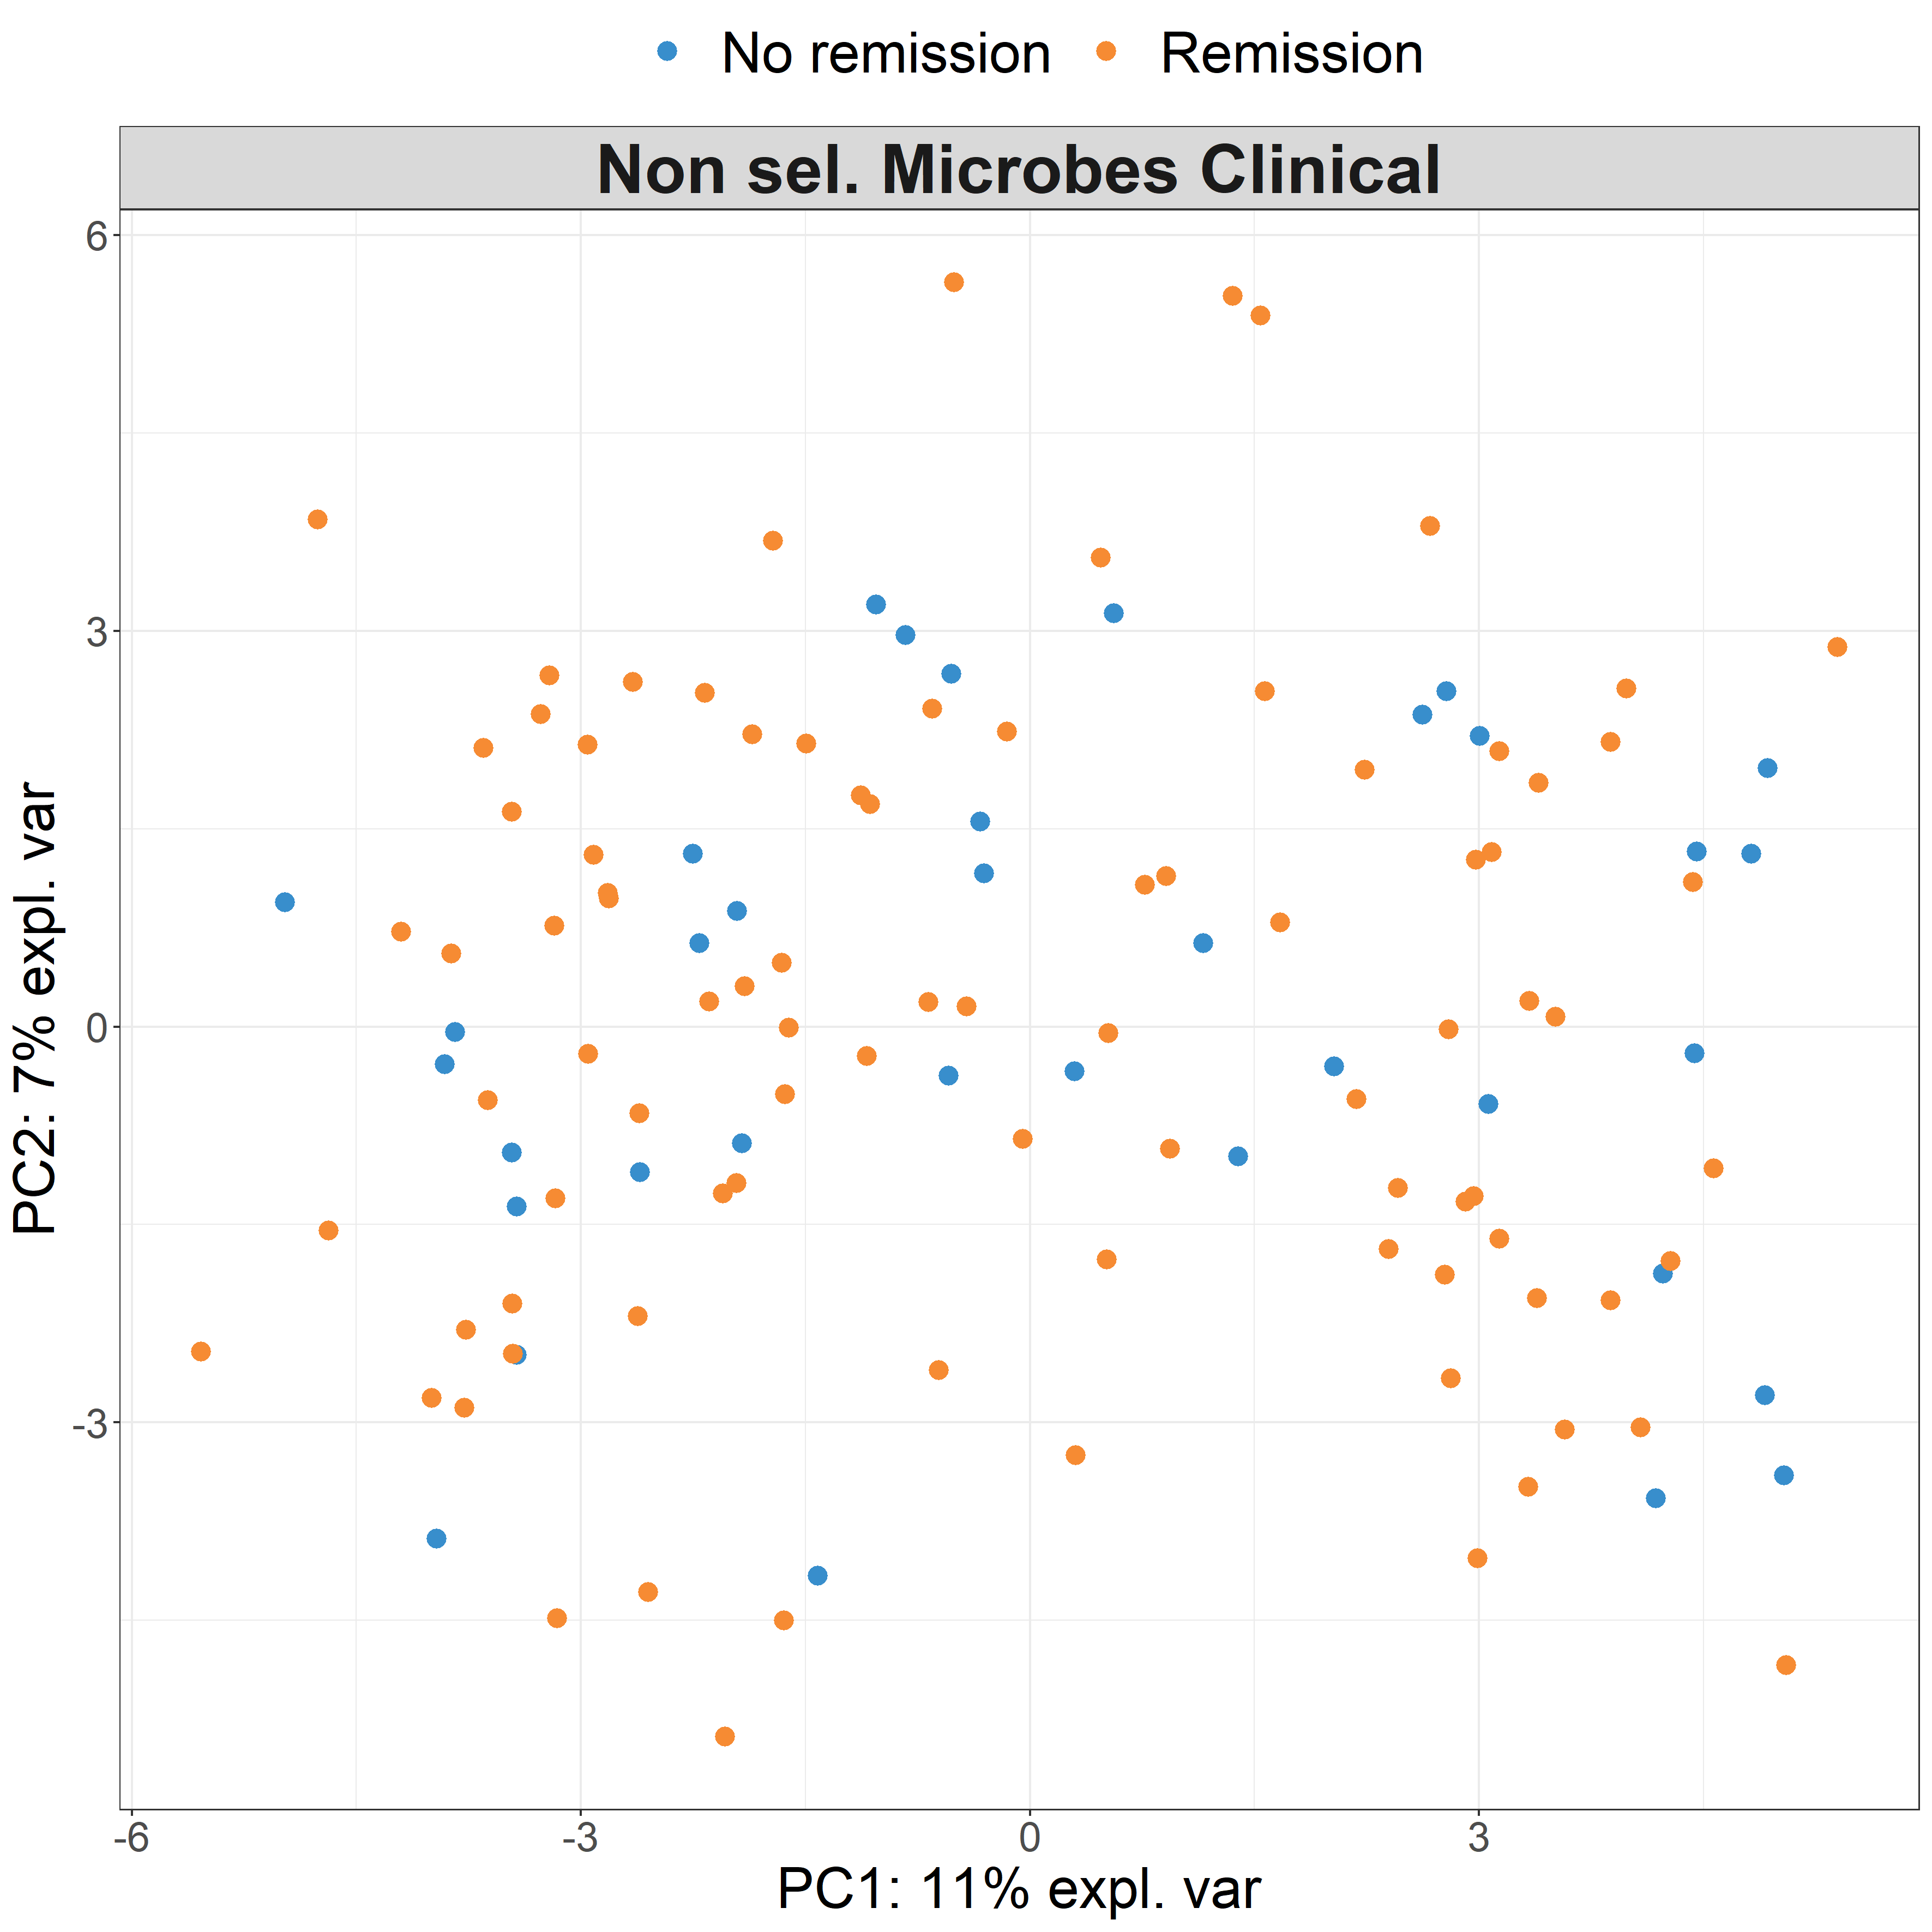 No remission Remission
Non sel. Microbes Clinical
6
3
0
-3
PC2: 7% expl. var
-6 -3 0 3
PC1: 11% expl. var